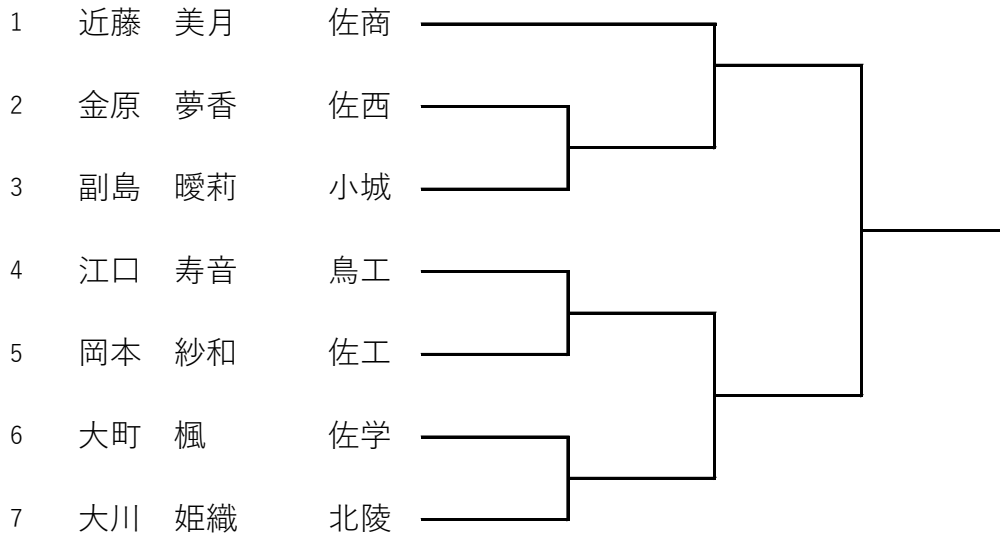 1 近藤 美月 佐商
2 金原 夢香 佐西
3 副島 曖莉 小城
4 江口 寿音 鳥工
5 岡本 紗和 佐工
6 大町 楓 佐学
7 大川 姫織 北陵